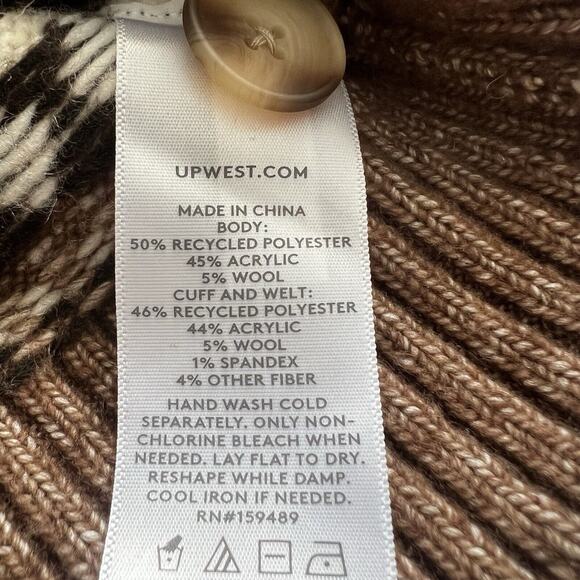 UPWEST.COM
MADE IN CHINA
BODY:
50% RECYCLED POLYESTER
45% ACRYLIC
5% WOOL
CUFF AND WELT:
46% RECYCLED POLYESTER
44% ACRYLIC
5% WOOL
1% SPANDEX
4% OTHER FIBER
HAND WASH COLD
SEPARATELY. ONLY NON-
CHLORINE BLEACH WHEN
NEEDED. LAY FLAT TO DRY.
RESHAPE WHILE DAMP.
COOL IRON IF NEEDED.
RN#159489